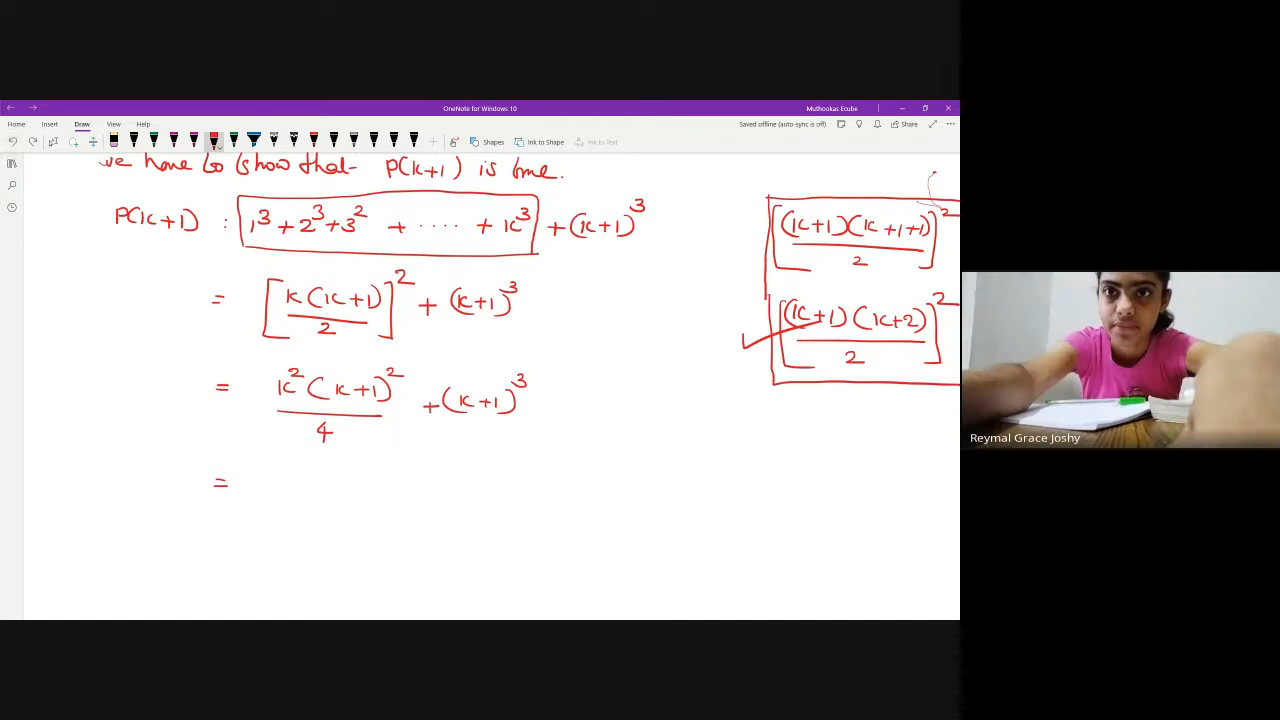 OneNote for Windows 10
Muthookas Ecube
Home Insert Draw View Help
Saved offline (auto-sync is off) Share
Shapes Ink to Shape Ink to Text
we have to show that P(k+1) is true.
P(k+1) : 1³ + 2³ + 3² + ···· + k³ + (k+1)³
= [k(k+1)/2]² + (k+1)³
= k²(k+1)²/4 + (k+1)³
=
[(k+1)(k+1+1)/2]²
[(k+1)(k+2)/2]²
Reymal Grace Joshy